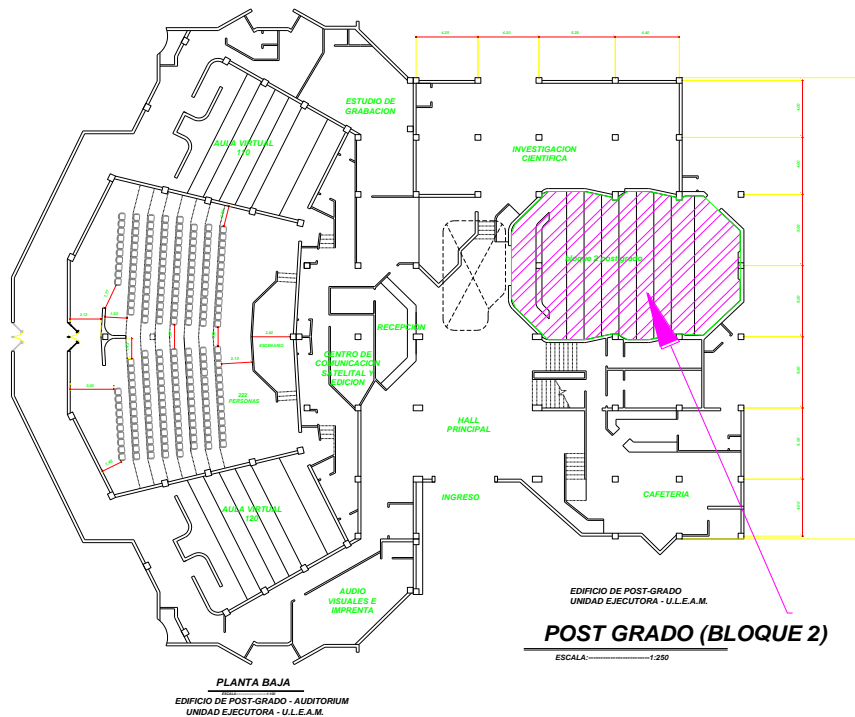 ESTUDIO DE
GRABACION
AULA VIRTUAL
110
INVESTIGACION
CIENTIFICA
bloque 2 post grado
RECEPCION
CENTRO DE
COMUNICACION
SATELITAL Y
EDICION
222
PERSONAS
HALL
PRINCIPAL
INGRESO
CAFETERIA
AULA VIRTUAL
120
AUDIO
VISUALES E
IMPRENTA
EDIFICIO DE POST-GRADO
UNIDAD EJECUTORA - U.L.E.A.M.
POST GRADO (BLOQUE 2)
ESCALA:------------------------1:250
PLANTA BAJA
EDIFICIO DE POST-GRADO - AUDITORIUM
UNIDAD EJECUTORA - U.L.E.A.M.